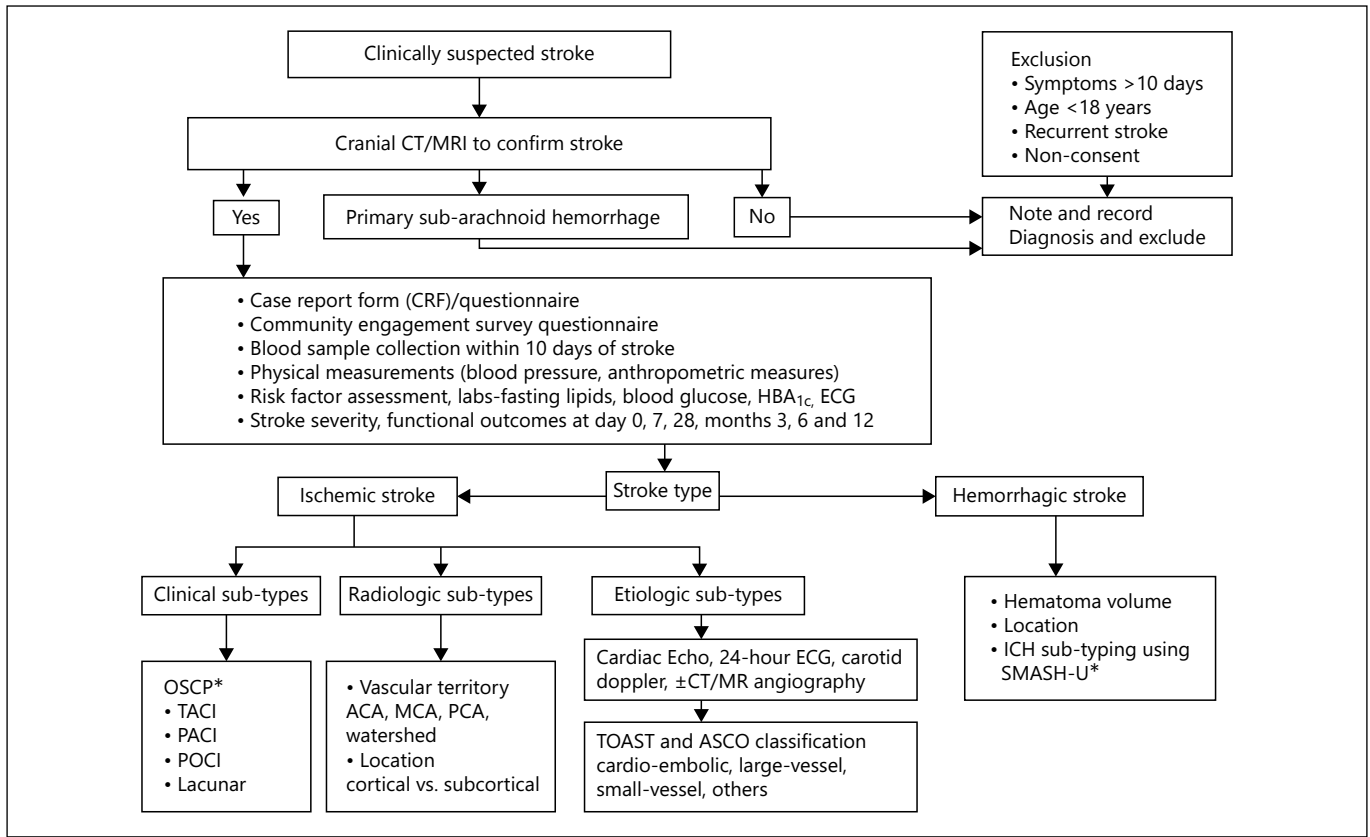 Clinically suspected stroke
Exclusion
• Symptoms >10 days
• Age <18 years
• Recurrent stroke
• Non-consent
Cranial CT/MRI to confirm stroke
Yes
Primary sub-arachnoid hemorrhage
No
Note and record
Diagnosis and exclude
• Case report form (CRF)/questionnaire
• Community engagement survey questionnaire
• Blood sample collection within 10 days of stroke
• Physical measurements (blood pressure, anthropometric measures)
• Risk factor assessment, labs-fasting lipids, blood glucose, HBA1c, ECG
• Stroke severity, functional outcomes at day 0, 7, 28, months 3, 6 and 12
Ischemic stroke
Stroke type
Hemorrhagic stroke
Clinical sub-types
Radiologic sub-types
Etiologic sub-types
OSCP*
• TACI
• PACI
• POCI
• Lacunar
• Vascular territory
ACA, MCA, PCA,
watershed
• Location
cortical vs. subcortical
Cardiac Echo, 24-hour ECG, carotid
doppler, ±CT/MR angiography
TOAST and ASCO classification
cardio-embolic, large-vessel,
small-vessel, others
• Hematoma volume
• Location
• ICH sub-typing using
SMASH-U*